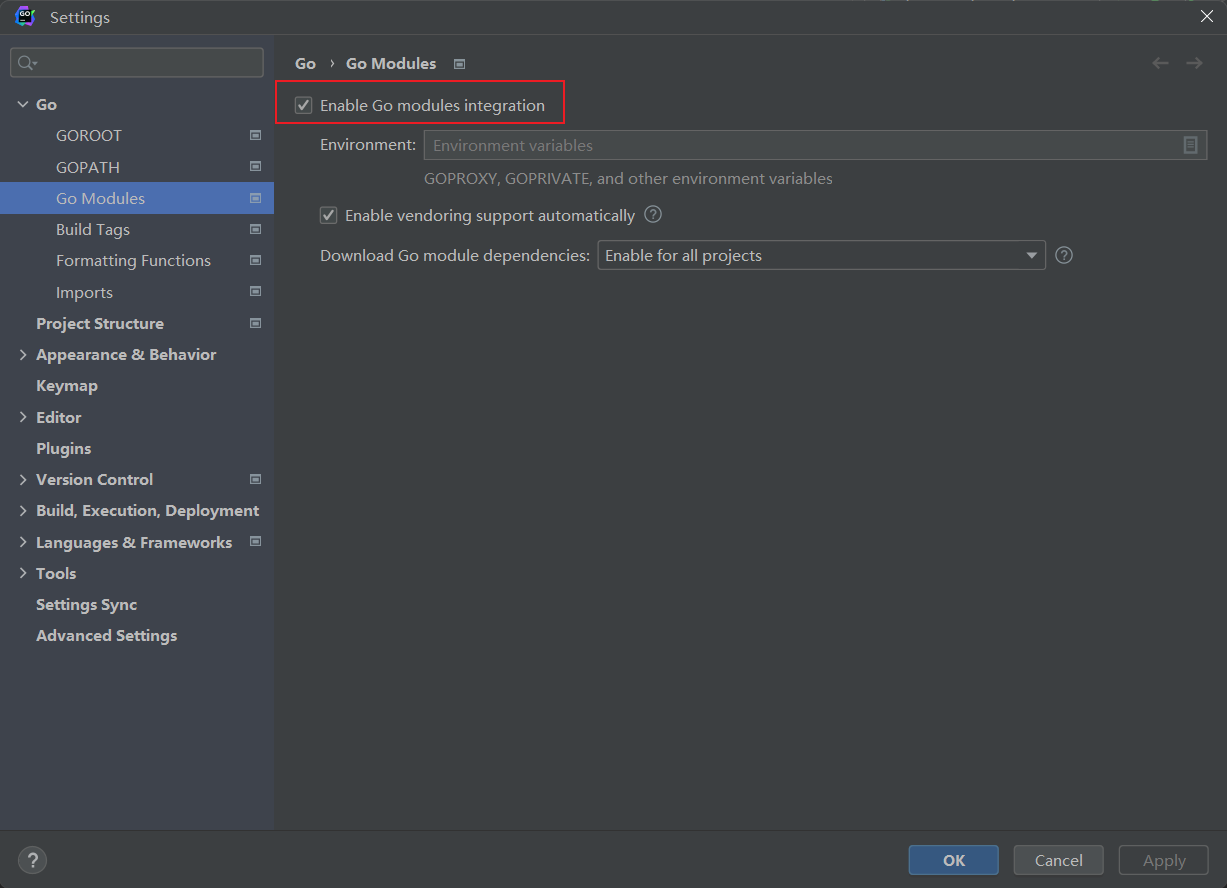 Settings
Go
GOROOT
GOPATH
Go Modules
Build Tags
Formatting Functions
Imports
Project Structure
Appearance & Behavior
Keymap
Editor
Plugins
Version Control
Build, Execution, Deployment
Languages & Frameworks
Tools
Settings Sync
Advanced Settings
Go › Go Modules
Enable Go modules integration
Environment: Environment variables
GOPROXY, GOPRIVATE, and other environment variables
Enable vendoring support automatically ?
Download Go module dependencies: Enable for all projects ?
? OK Cancel Apply